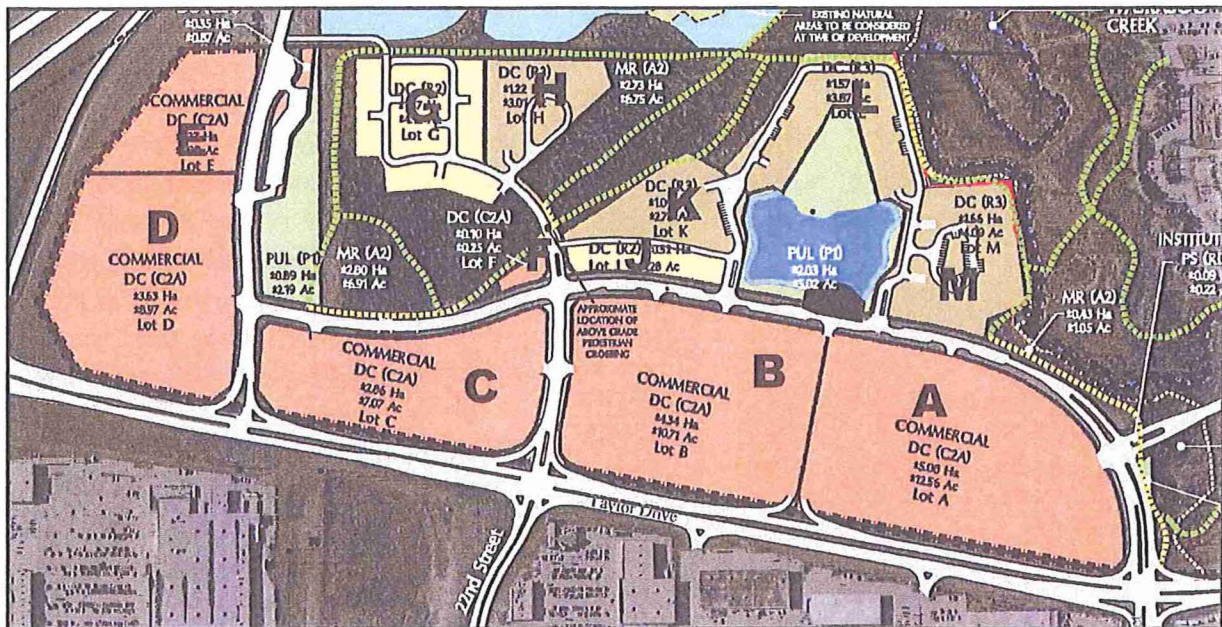 ±0.35 Ha
±0.87 Ac
EXISTING NATURAL
AREAS TO BE CONSIDERED
AT TIME OF DEVELOPMENT
CREEK
COMMERCIAL
DC (C2A)
Lot E
DC (R2)
G
Lot G
DC (R3)
±1.22 Ha
H
Lot H
MR (A2)
±2.73 Ha
±6.75 Ac
DC (R3)
±1.57 Ha
±3.87 Ac
D
COMMERCIAL
DC (C2A)
±3.63 Ha
±8.97 Ac
Lot D
PUL (P1)
±0.89 Ha
±2.19 Ac
MR (A2)
±2.80 Ha
±6.91 Ac
DC (C2A)
±0.10 Ha
±0.25 Ac
Lot F
DC (R3)
K
Lot K
DC (R2)
PUL (P1)
±2.03 Ha
±5.02 Ac
DC (R3)
±1.66 Ha
Lot M
M
INSTITUT
PS (
±0.09
±0.22
MR (A2)
±0.43 Ha
±1.05 Ac
APPROXIMATE
LOCATION OF
ABOVE GRADE
PEDESTRIAN
CROSSING
COMMERCIAL
DC (C2A)
±2.86 Ha
±7.07 Ac
Lot C
C
B
COMMERCIAL
DC (C2A)
±4.34 Ha
±10.71 Ac
Lot B
A
COMMERCIAL
DC (C2A)
±5.08 Ha
±12.56 Ac
Lot A
Taylor Drive
22nd Street